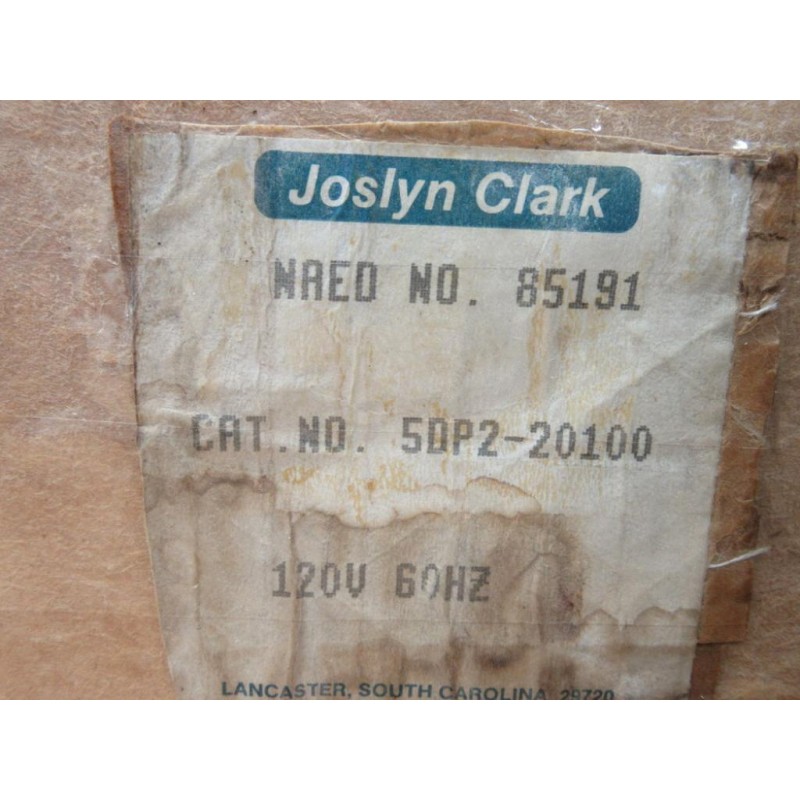 Joslyn Clark
NAED NO. 85191
CAT.NO. 5DP2-20100
120V 60HZ
LANCASTER, SOUTH CAROLINA 29720